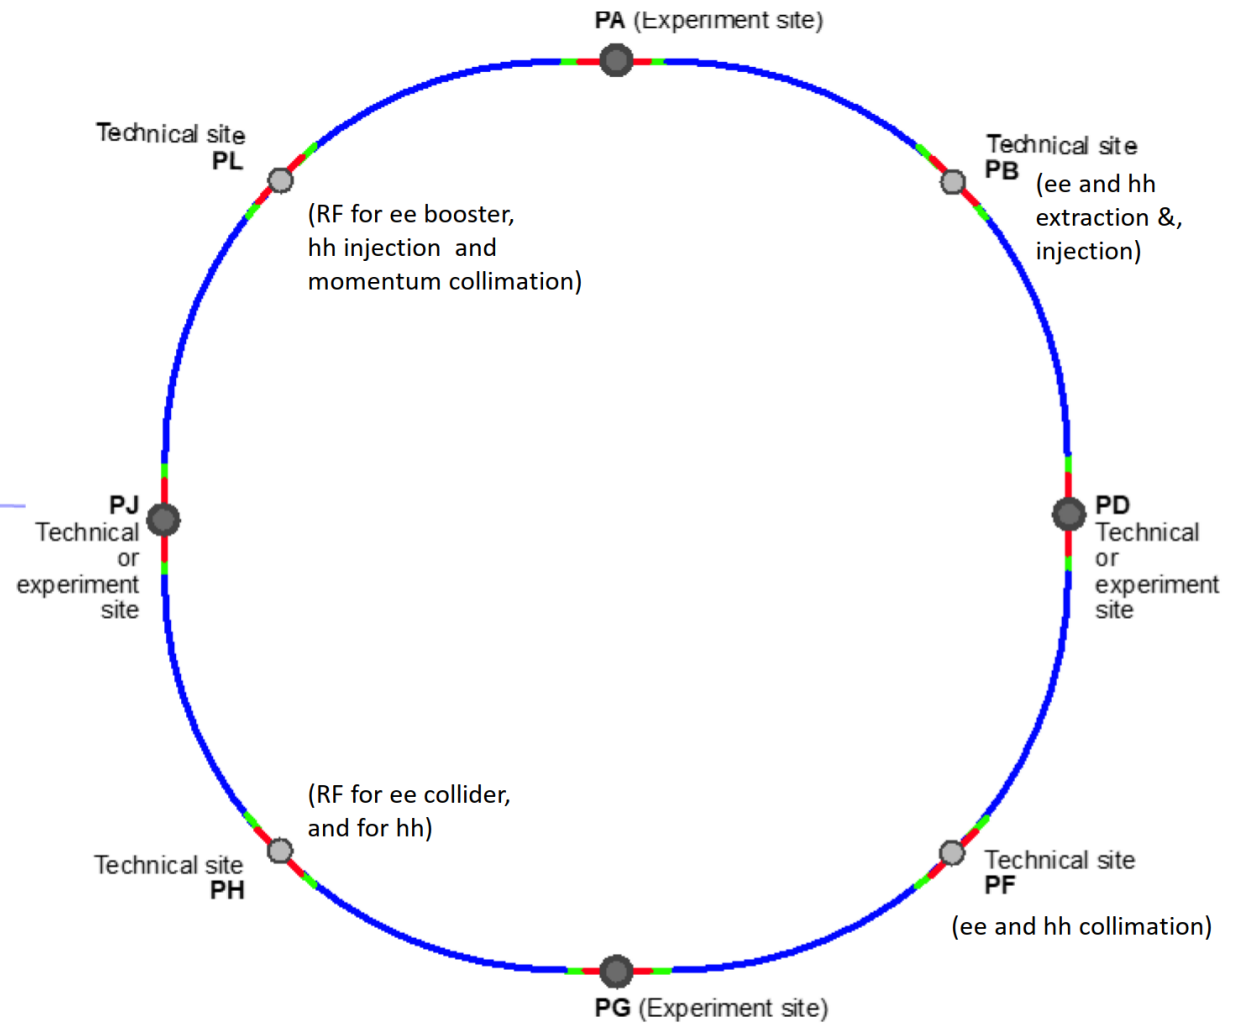 PA (Experiment site)
Technical site
PL
Technical site
PB
(ee and hh
extraction &,
injection)
(RF for ee booster,
hh injection and
momentum collimation)
PJ
Technical
or
experiment
site
PD
Technical
or
experiment
site
(RF for ee collider,
and for hh)
Technical site
PH
Technical site
PF
(ee and hh collimation)
PG (Experiment site)